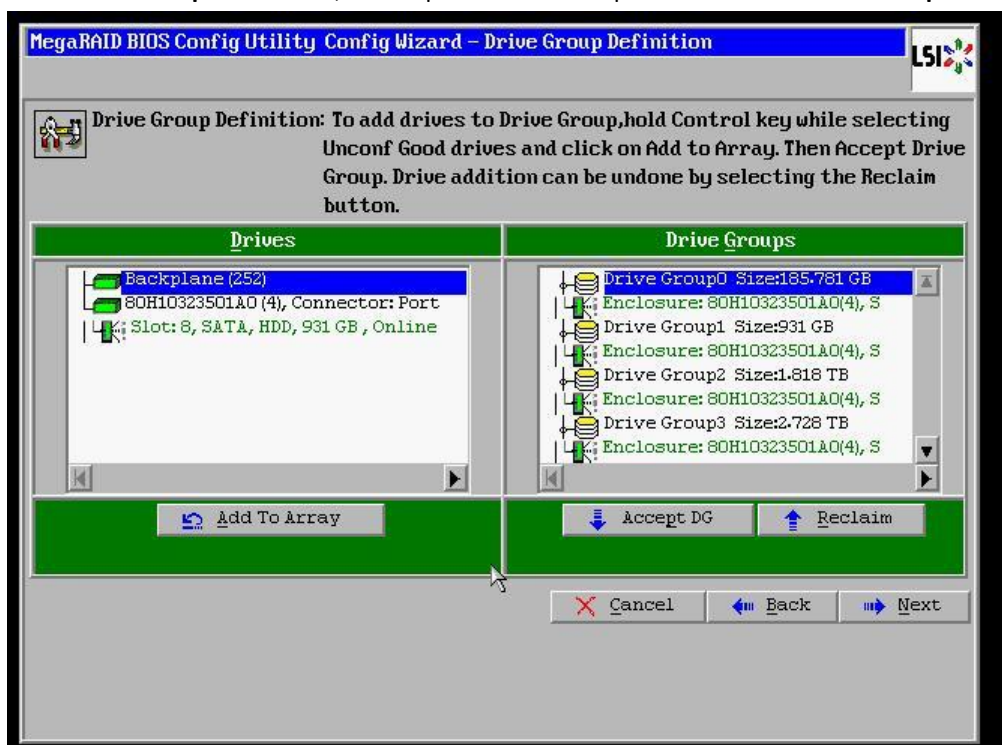 MegaRAID BIOS Config Utility Config Wizard – Drive Group Definition
LSI
Drive Group Definition: To add drives to Drive Group,hold Control key while selecting
Unconf Good drives and click on Add to Array. Then Accept Drive
Group. Drive addition can be undone by selecting the Reclaim
button.
Drives
Backplane (252)
80H10323501A0 (4), Connector: Port
Slot: 8, SATA, HDD, 931 GB , Online
Add To Array
Drive Groups
Drive Group0 Size:185.781 GB
Enclosure: 80H10323501A0(4), S
Drive Group1 Size:931 GB
Enclosure: 80H10323501A0(4), S
Drive Group2 Size:1.818 TB
Enclosure: 80H10323501A0(4), S
Drive Group3 Size:2.728 TB
Enclosure: 80H10323501A0(4), S
Accept DG
Reclaim
Cancel
Back
Next